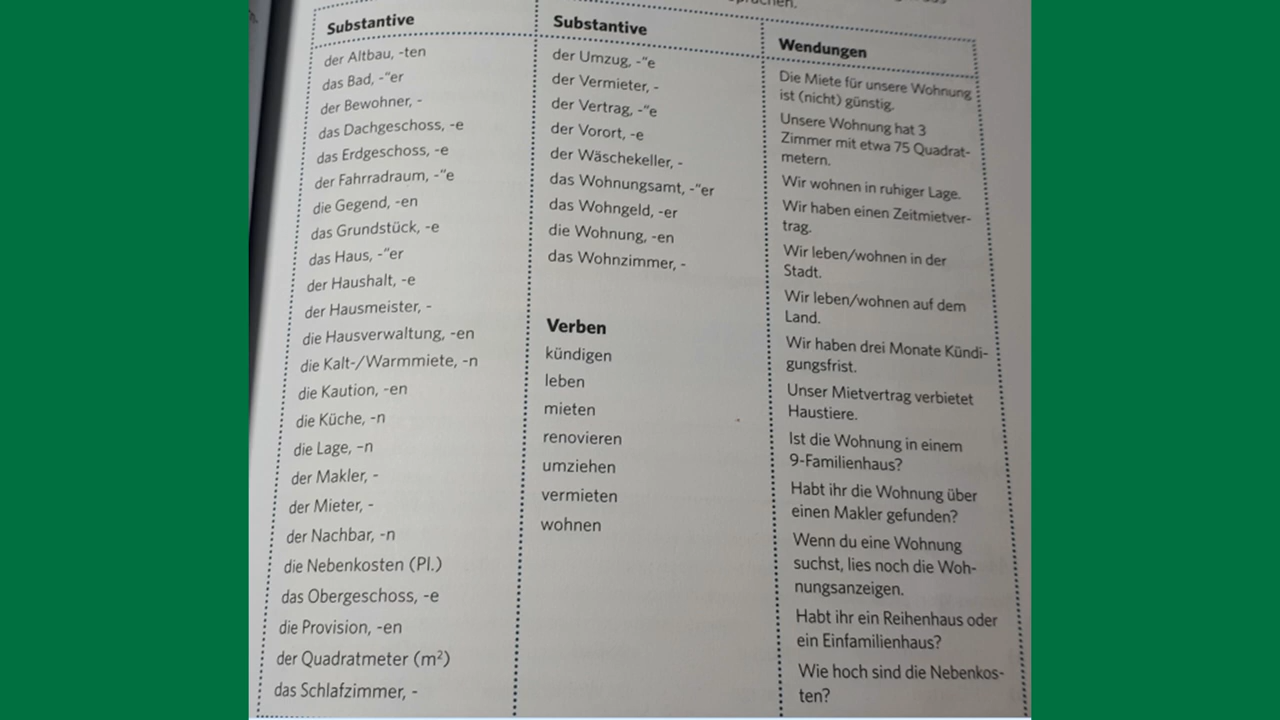 Substantive
der Altbau, -ten
das Bad, -“er
der Bewohner, -
das Dachgeschoss, -e
das Erdgeschoss, -e
der Fahrradraum, -“e
die Gegend, -en
das Grundstück, -e
das Haus, -“er
der Haushalt, -e
der Hausmeister, -
die Hausverwaltung, -en
die Kalt-/Warmmiete, -n
die Kaution, -en
die Küche, -n
die Lage, -n
der Makler, -
der Mieter, -
der Nachbar, -n
die Nebenkosten (Pl.)
das Obergeschoss, -e
die Provision, -en
der Quadratmeter (m²)
das Schlafzimmer, -
Substantive
der Umzug, -“e
der Vermieter, -
der Vertrag, -“e
der Vorort, -e
der Wäschekeller, -
das Wohnungsamt, -“er
das Wohngeld, -er
die Wohnung, -en
das Wohnzimmer, -
Verben
kündigen
leben
mieten
renovieren
umziehen
vermieten
wohnen
Wendungen
Die Miete für unsere Wohnung
ist (nicht) günstig.
Unsere Wohnung hat 3
Zimmer mit etwa 75 Quadrat-
metern.
Wir wohnen in ruhiger Lage.
Wir haben einen Zeitmietver-
trag.
Wir leben/wohnen in der
Stadt.
Wir leben/wohnen auf dem
Land.
Wir haben drei Monate Kündi-
gungsfrist.
Unser Mietvertrag verbietet
Haustiere.
Ist die Wohnung in einem
9-Familienhaus?
Habt ihr die Wohnung über
einen Makler gefunden?
Wenn du eine Wohnung
suchst, lies noch die Woh-
nungsanzeigen.
Habt ihr ein Reihenhaus oder
ein Einfamilienhaus?
Wie hoch sind die Nebenkos-
ten?